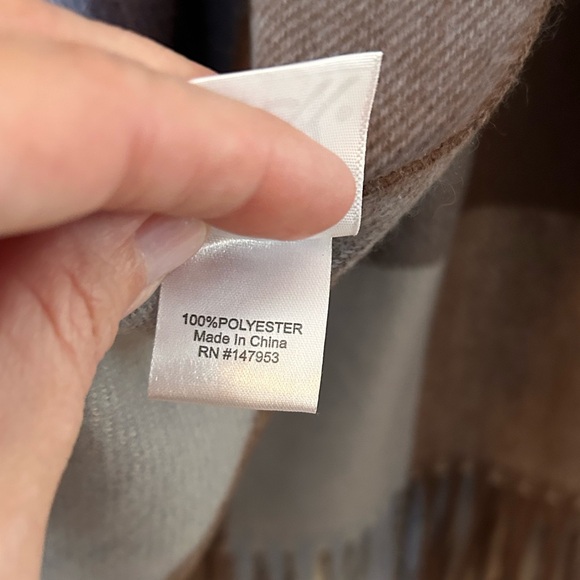 100%POLYESTER
Made In China
RN #147953